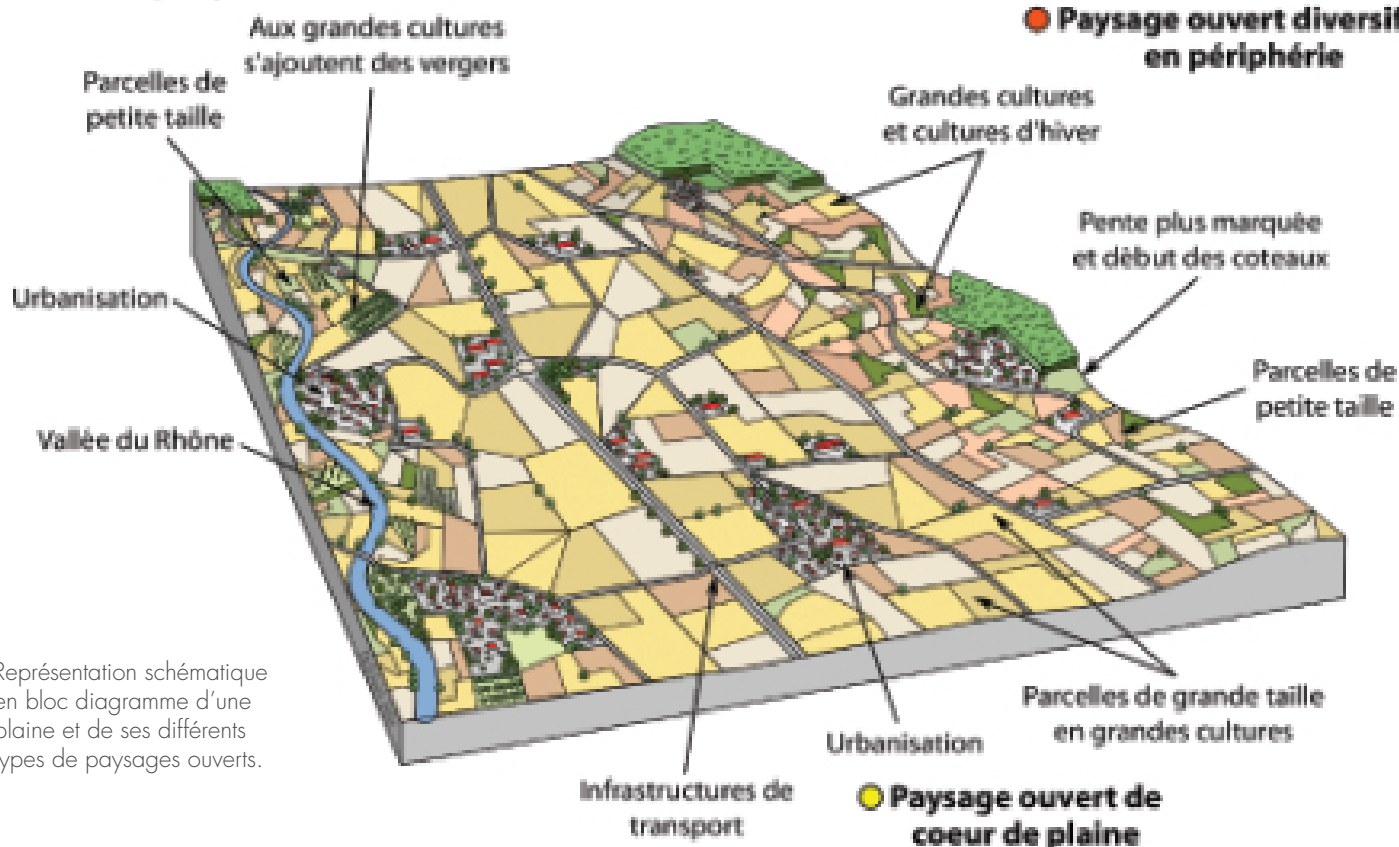 Aux grandes cultures
s'ajoutent des vergers
Parcelles de
petite taille
Paysage ouvert
en périphérie
Grandes cultures
et cultures d'hiver
Pente plus marquée
et dèbut des coteaux
Urbanisation
Parcelles de
petite taille
Vallée du Rhône
Représentation schématique
en bloc diagramme d'une
plaine et de ses différents
types de paysages ouverts.
Parcelles de grande taille
en grandes cultures
Urbanisation
Infrastructures de
transport
Paysage ouvert de
coeur de plaine